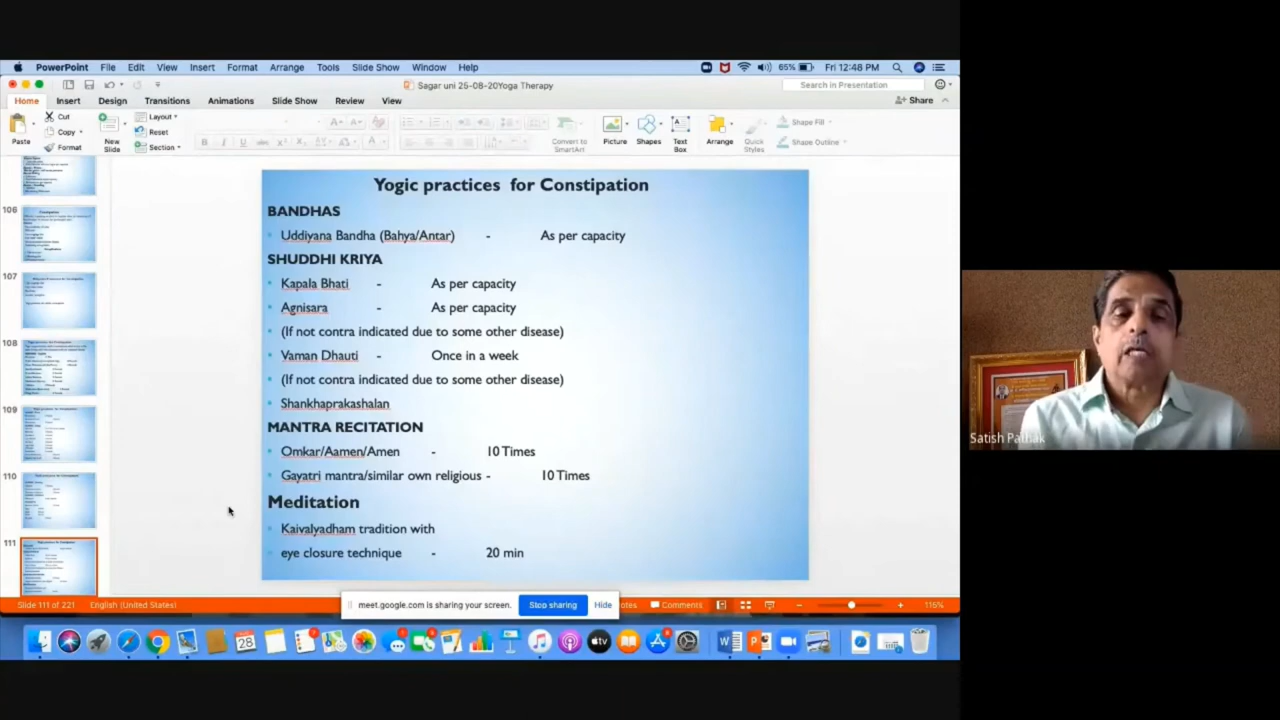 PowerPoint File Edit View Insert Format Arrange Tools Slide Show Window Help 65% Fri 12:48 PM
Sagar uni 25-08-20Yoga Therapy
Search in Presentation
Home Insert Design Transitions Animations Slide Show Review View
Share
Paste
Cut
Copy
Format
New Slide
Layout
Reset
Section
Convert to SmartArt
Picture
Shapes
Text Box
Arrange
Quick Styles
Shape Fill
Shape Outline
106
107
108
109
110
111
Yogic practices for Constipation
BANDHAS
Uddiyana Bandha (Bahya/Antar) - As per capacity
SHUDDHI KRIYA
Kapala Bhati - As per capacity
Agnisara - As per capacity
(If not contra indicated due to some other disease)
Vaman Dhauti - Once in a week
(If not contra indicated due to some other disease)
Shankhaprakashalan
MANTRA RECITATION
Omkar/Aamen/Amen - 10 Times
Gayatri mantra/similar own religious - 10 Times
Meditation
Kaivalyadham tradition with
eye closure technique - 20 min
Satish Pathak
meet.google.com is sharing your screen. Stop sharing Hide
Slide 111 of 221 English (United States) otes Comments 115%
28
tv